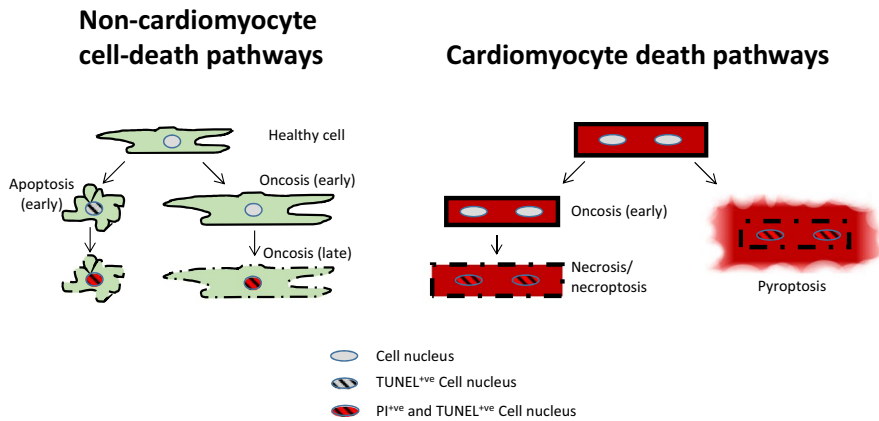 Non-cardiomyocyte
cell-death pathways
Cardiomyocyte death pathways
Healthy cell
Apoptosis
(early)
Oncosis (early)
Oncosis (late)
Oncosis (early)
Necrosis/
necroptosis
Pyroptosis
Cell nucleus
TUNEL+ve Cell nucleus
PI+ve and TUNEL+ve Cell nucleus